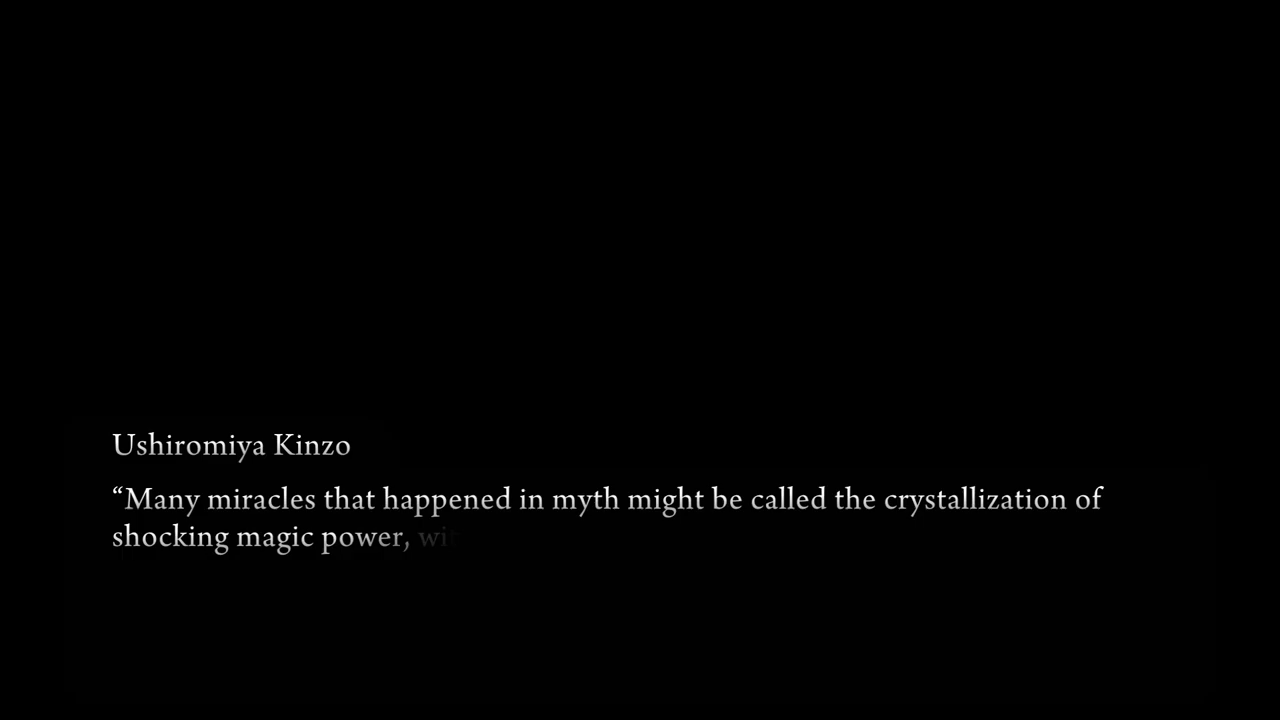 Ushiromiya Kinzo
“Many miracles that happened in myth might be called the crystallization of
shocking magic power,